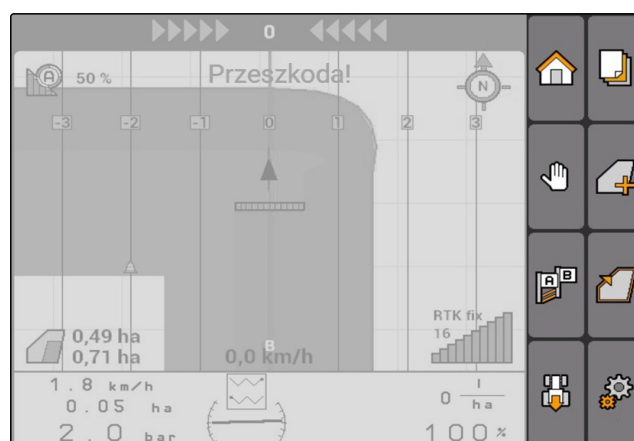 0
A 50 %
Przeszkoda!
N
-3 -2 -1 0 1 2 3
A B
A
RTK fix
16
0,49 ha
0,71 ha
B
0,0 km/h
1.8 km/h
0.05 ha
2.0 bar
0 l/ha
100 %